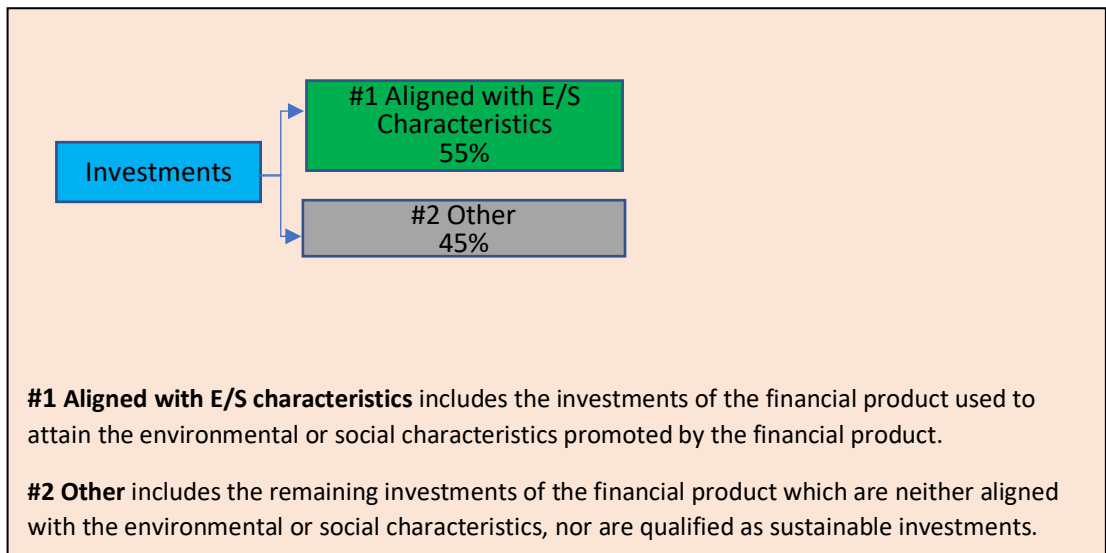 #1 Aligned with E/S
Characteristics
55%
Investments
#2 Other
45%
#1 Aligned with E/S characteristics includes the investments of the financial product used to
attain the environmental or social characteristics promoted by the financial product.
#2 Other includes the remaining investments of the financial product which are neither aligned
with the environmental or social characteristics, nor are qualified as sustainable investments.